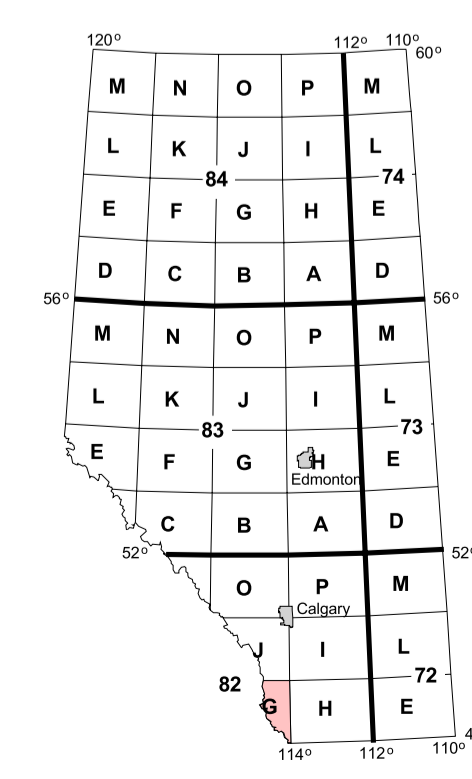 120° 112° 110°
60°
M N O P M
L K J I L
84 74
E F G H E
D C B A D
56° 56°
M N O P M
L K J I L
83 73
E F G H E
Edmonton
C B A D
52° 52°
O P M
Calgary
J I L
82 72
G H E
4
114° 112° 110°